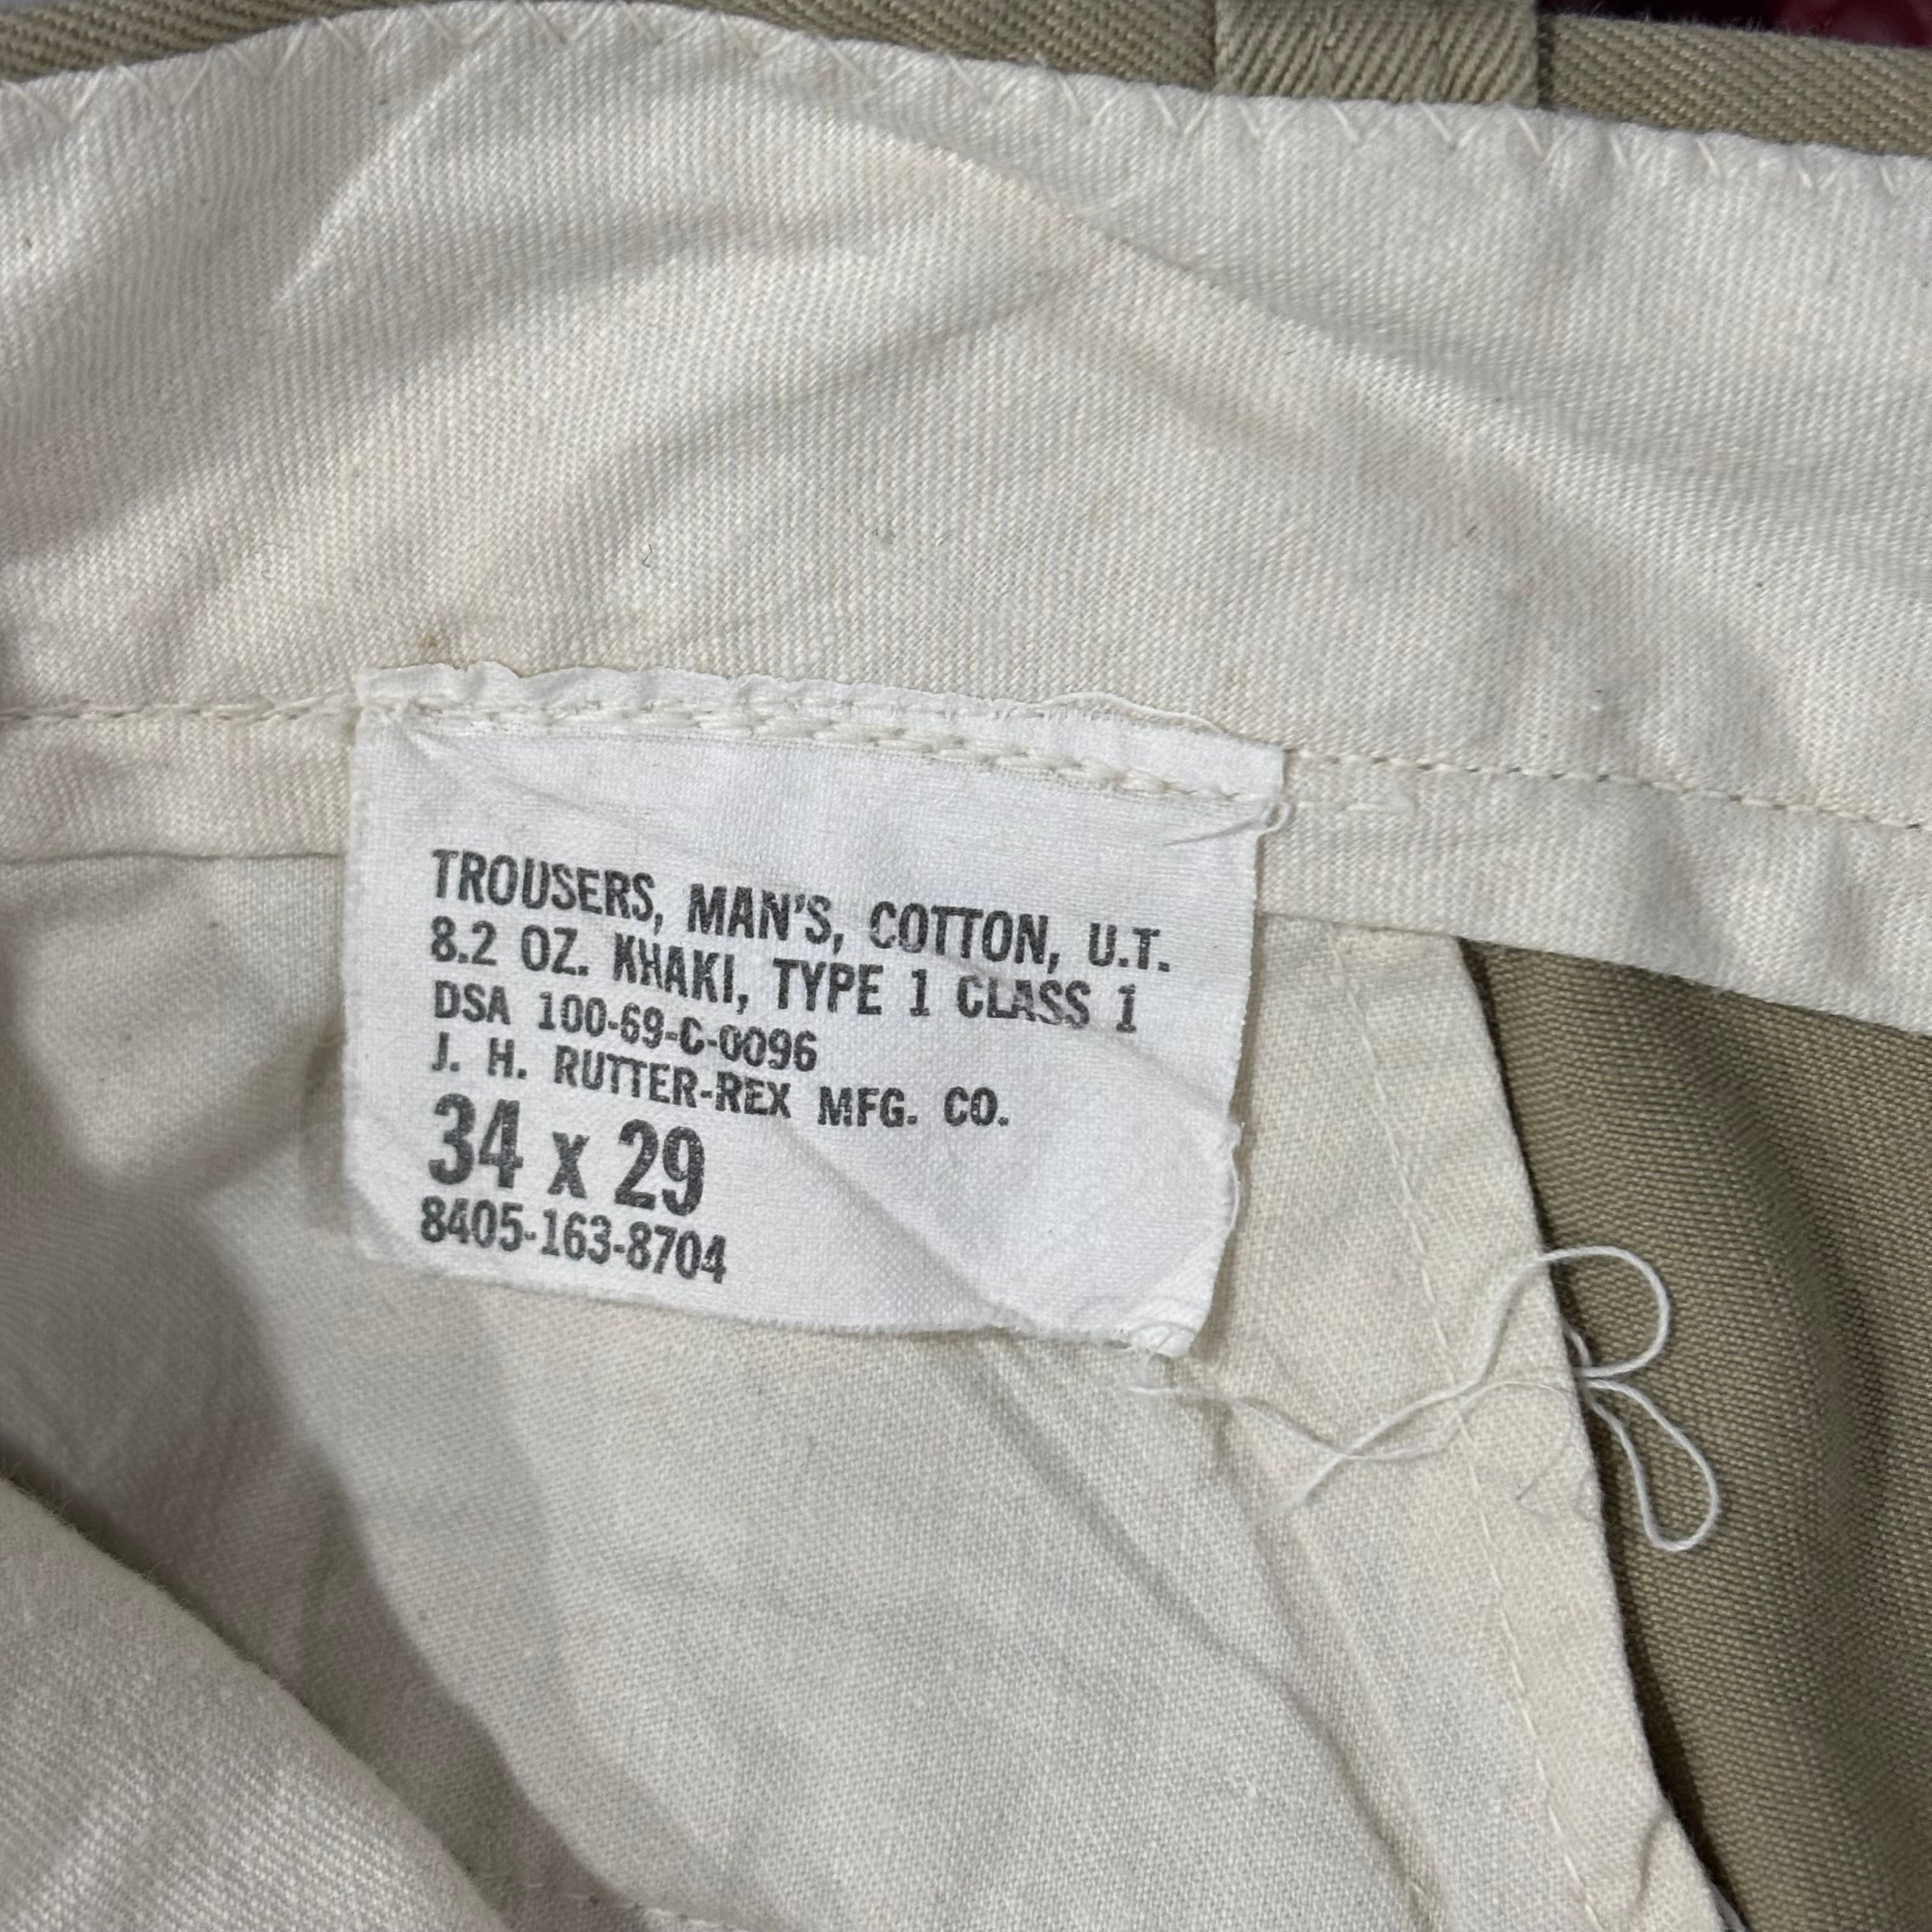 TROUSERS, MAN'S, COTTON, U.T.
8.2 OZ. KHAKI, TYPE 1 CLASS 1
DSA 100-69-C-0096
J. H. RUTTER-REX MFG. CO.
34 x 29
8405-163-8704